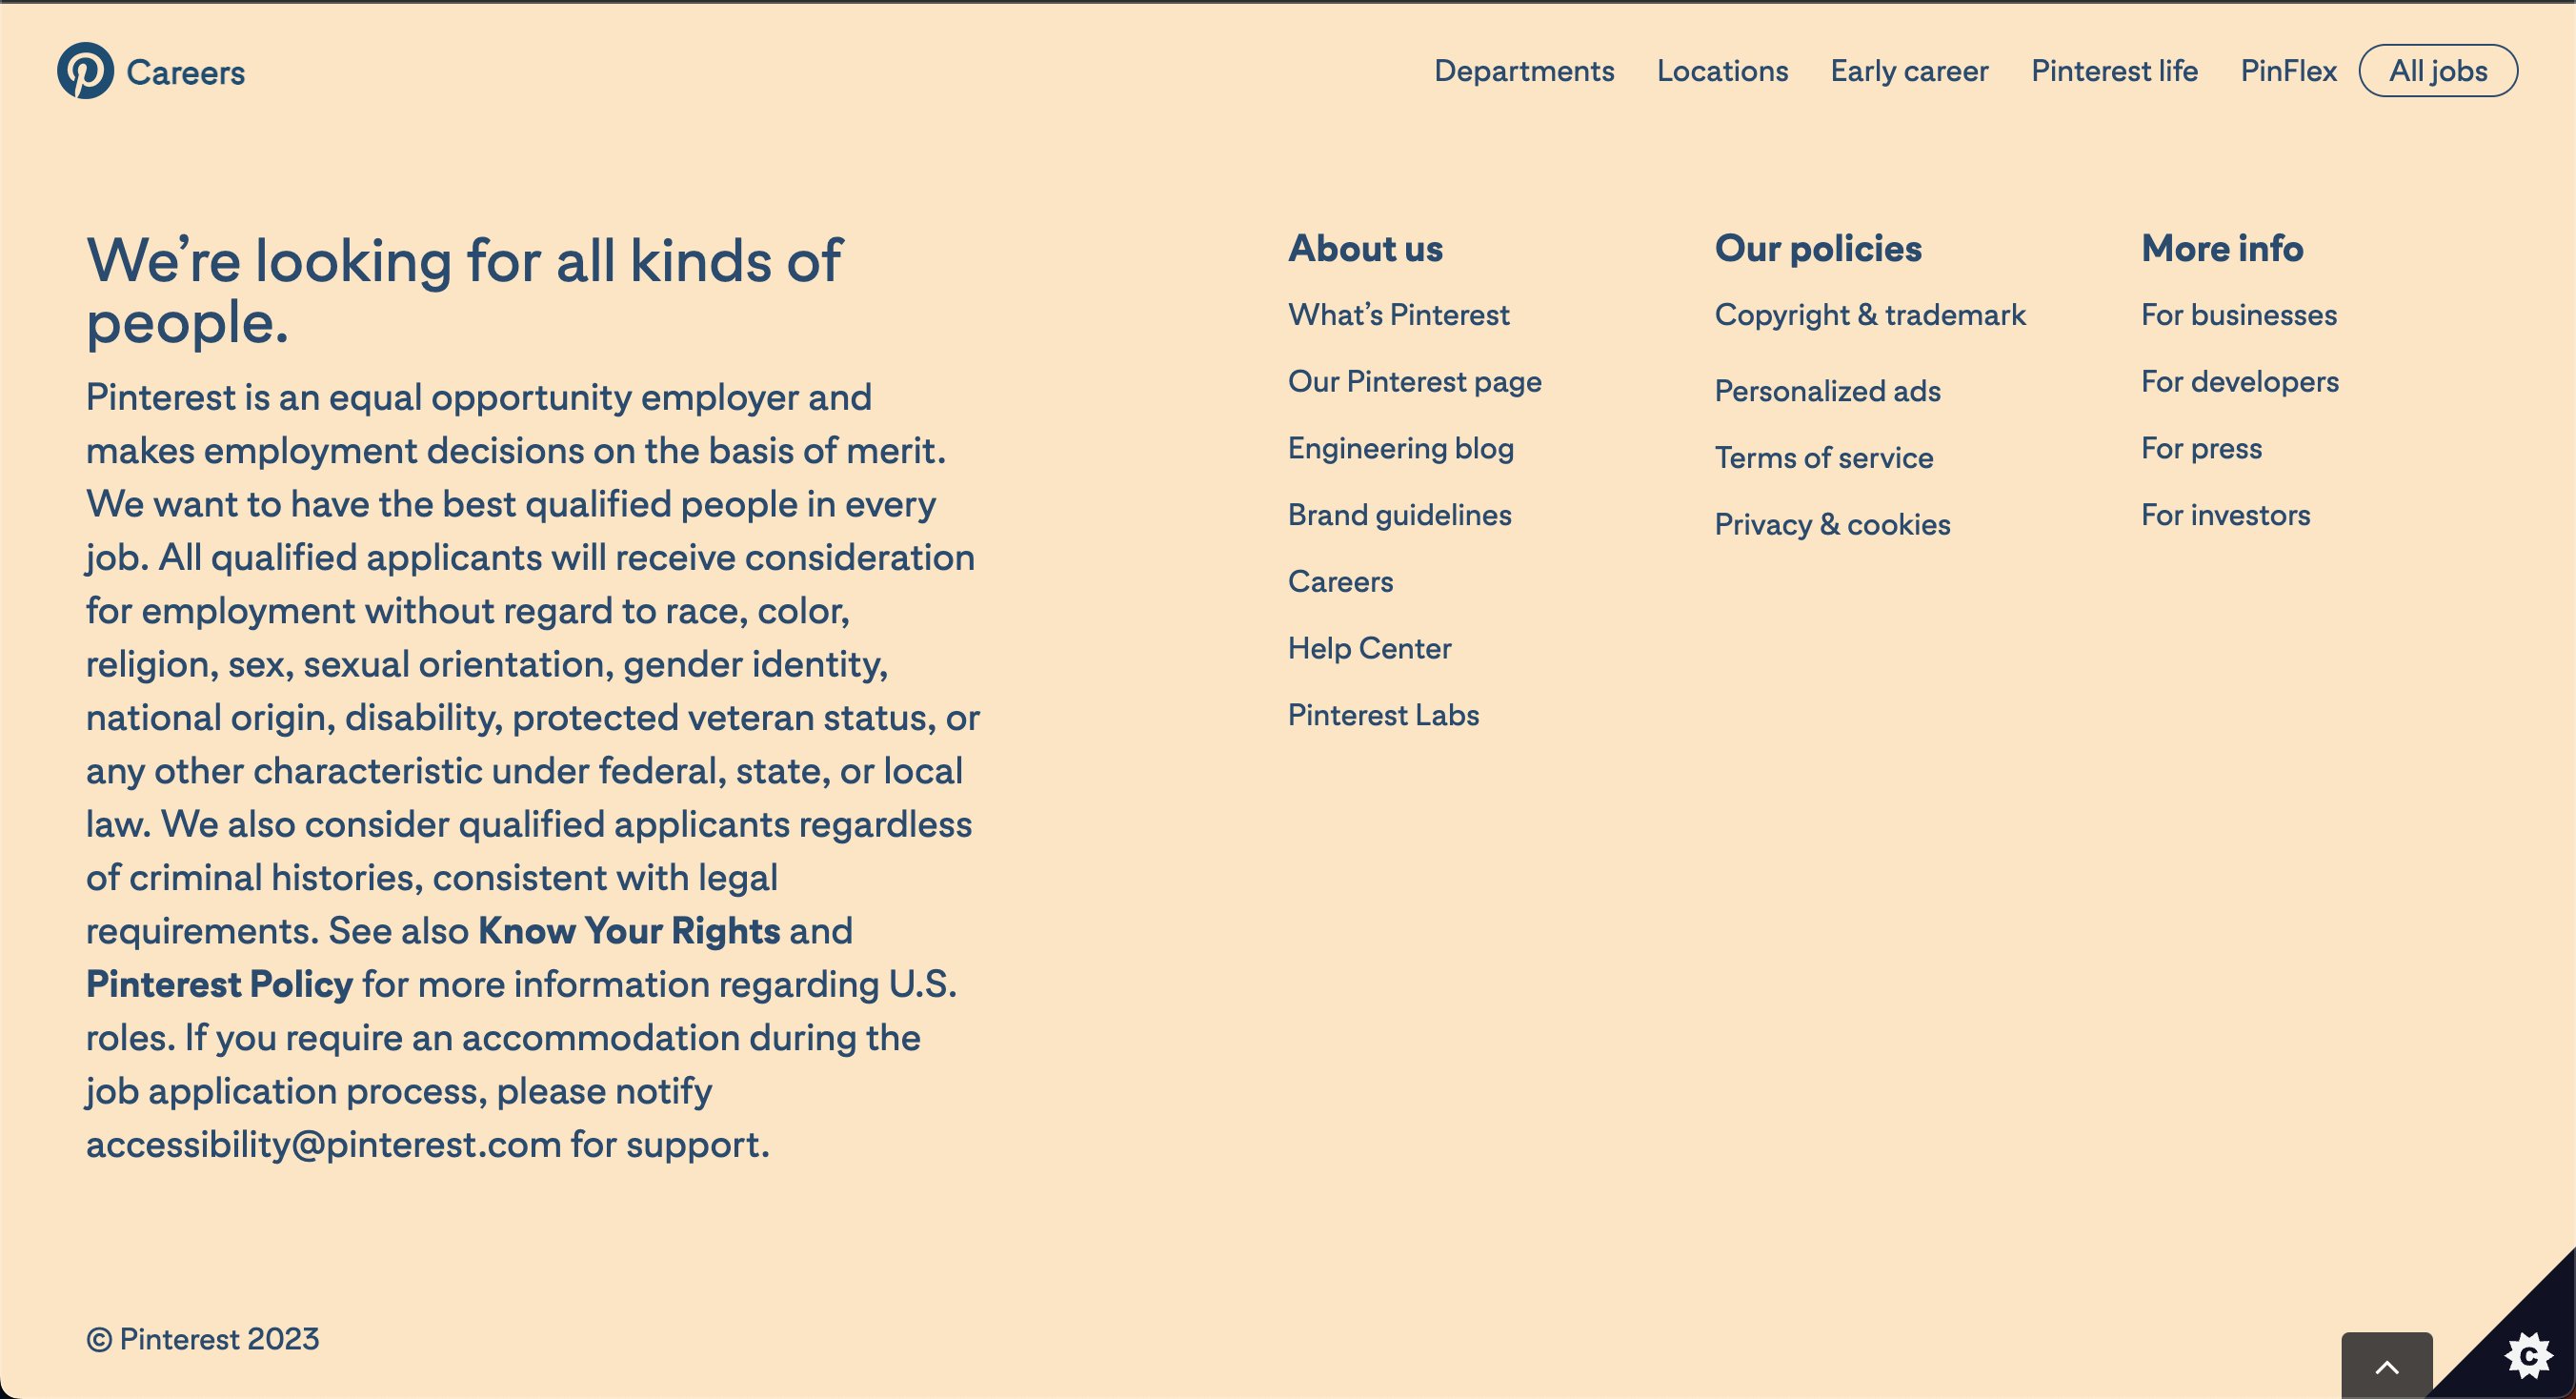 Careers
Departments
Locations
Early career
Pinterest life
PinFlex
All jobs
We’re looking for all kinds of
people.
Pinterest is an equal opportunity employer and
makes employment decisions on the basis of merit.
We want to have the best qualified people in every
job. All qualified applicants will receive consideration
for employment without regard to race, color,
religion, sex, sexual orientation, gender identity,
national origin, disability, protected veteran status, or
any other characteristic under federal, state, or local
law. We also consider qualified applicants regardless
of criminal histories, consistent with legal
requirements. See also Know Your Rights and
Pinterest Policy for more information regarding U.S.
roles. If you require an accommodation during the
job application process, please notify
accessibility@pinterest.com for support.
About us
What’s Pinterest
Our Pinterest page
Engineering blog
Brand guidelines
Careers
Help Center
Pinterest Labs
Our policies
Copyright & trademark
Personalized ads
Terms of service
Privacy & cookies
More info
For businesses
For developers
For press
For investors
© Pinterest 2023
C